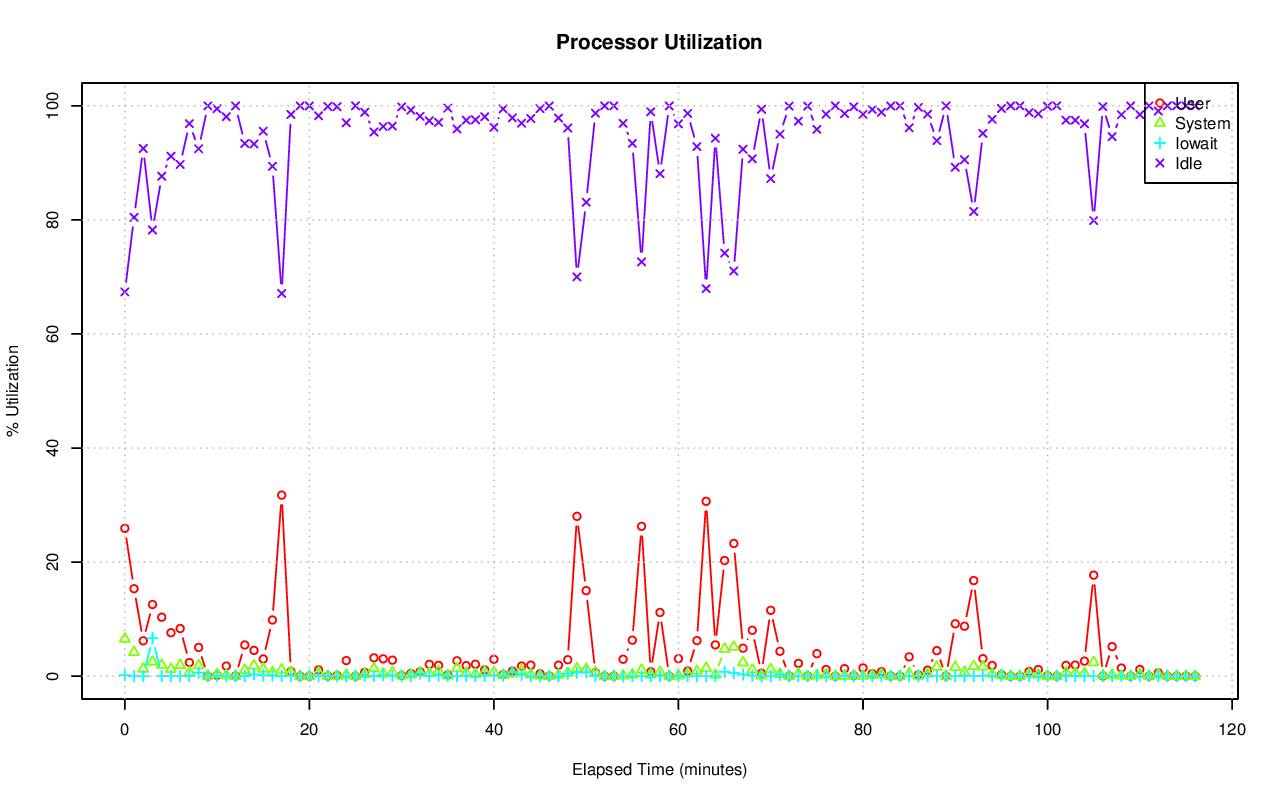 Processor Utilization
% Utilization
100
80
60
40
20
0
User
System
Iowait
Idle
0 20 40 60 80 100 120
Elapsed Time (minutes)